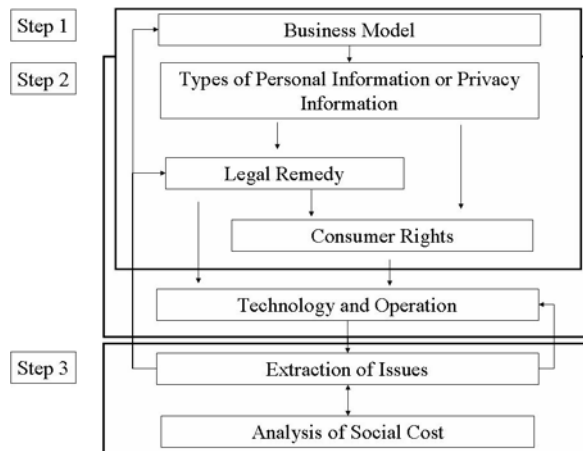 Step 1
Business Model
Step 2
Types of Personal Information or Privacy
Information
Legal Remedy
Consumer Rights
Technology and Operation
Step 3
Extraction of Issues
Analysis of Social Cost